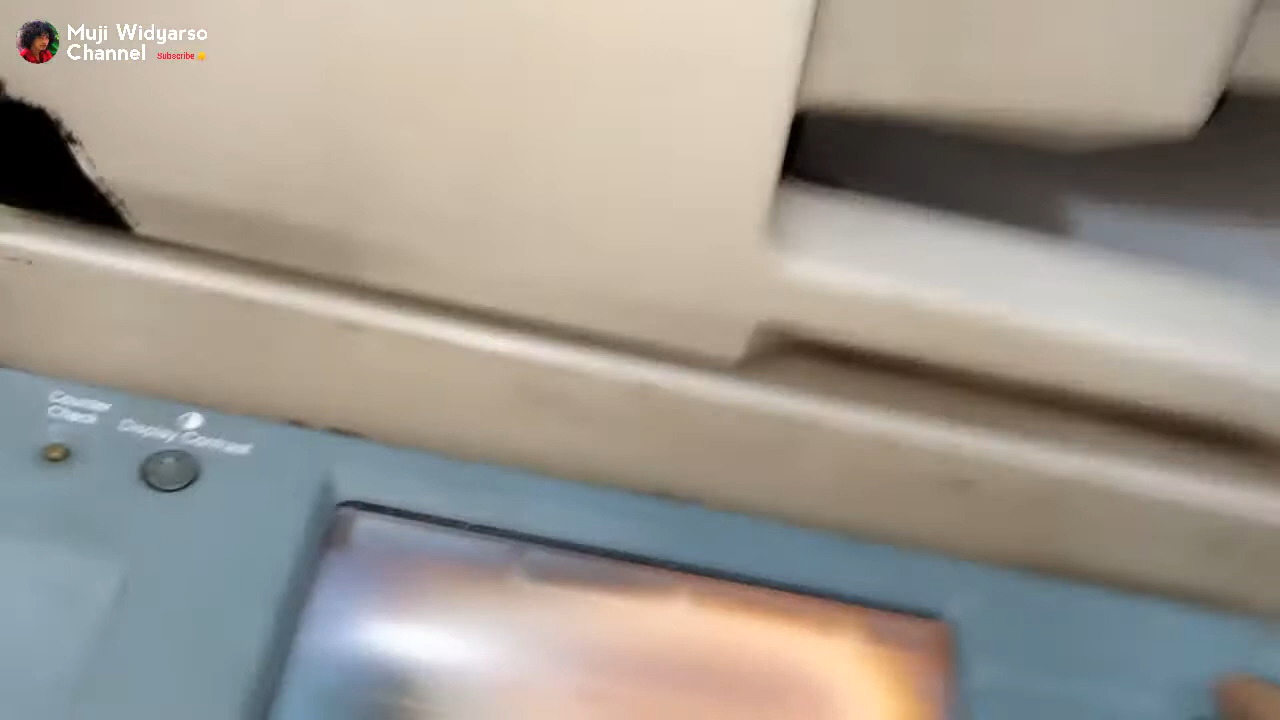 Muji Widyarso
Channel Subscribe
Counter
Check
Display Contrast